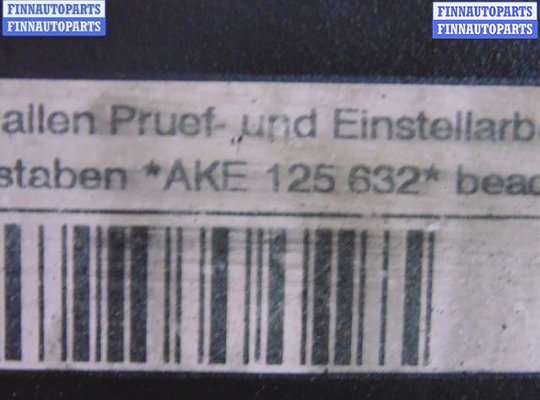 FINNAUTOPARTS FINNAUTOPARTS
FINNAUTOPARTS FINNAUTOPARTS
allen Pruef- und Einstellarb
staben *AKE 125 632* bead